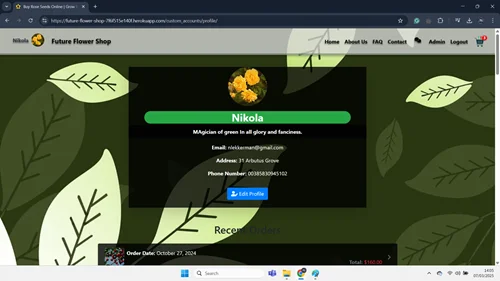 Buy Rose Seeds Online | Grow
https://future-flower-shop-7f6f515e140f.herokuapp.com/custom_accounts/profile/
Nikola Future Flower Shop Home About Us FAQ Contact Admin Logout
Nikola
MAgician of green In all glory and fanciness.
Email: nlekkerman@gmail.com
Address: 31 Arbutus Grove
Phone Number: 00385830945102
Edit Profile
Recent Orders
Order Date: October 27, 2024
Total: $160.00
Search
14:05
07/01/2025